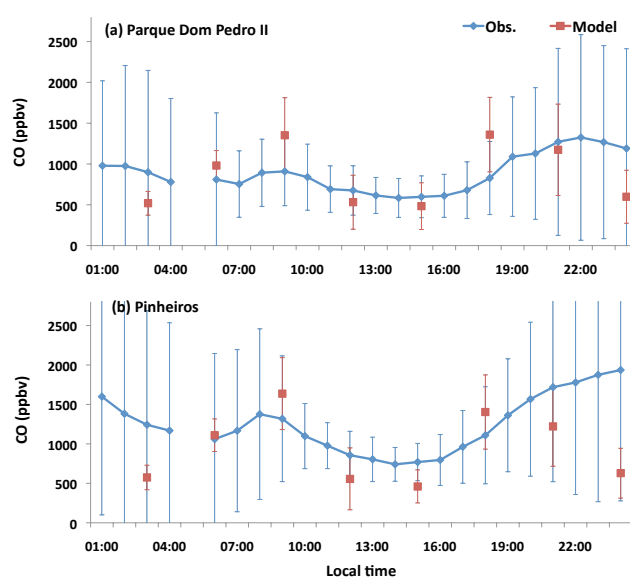 (a) Parque Dom Pedro II
Obs.
Model
CO (ppbv)
2500
2000
1500
1000
500
0
01:00 04:00 07:00 10:00 13:00 16:00 19:00 22:00
(b) Pinheiros
CO (ppbv)
2500
2000
1500
1000
500
0
01:00 04:00 07:00 10:00 13:00 16:00 19:00 22:00
Local time